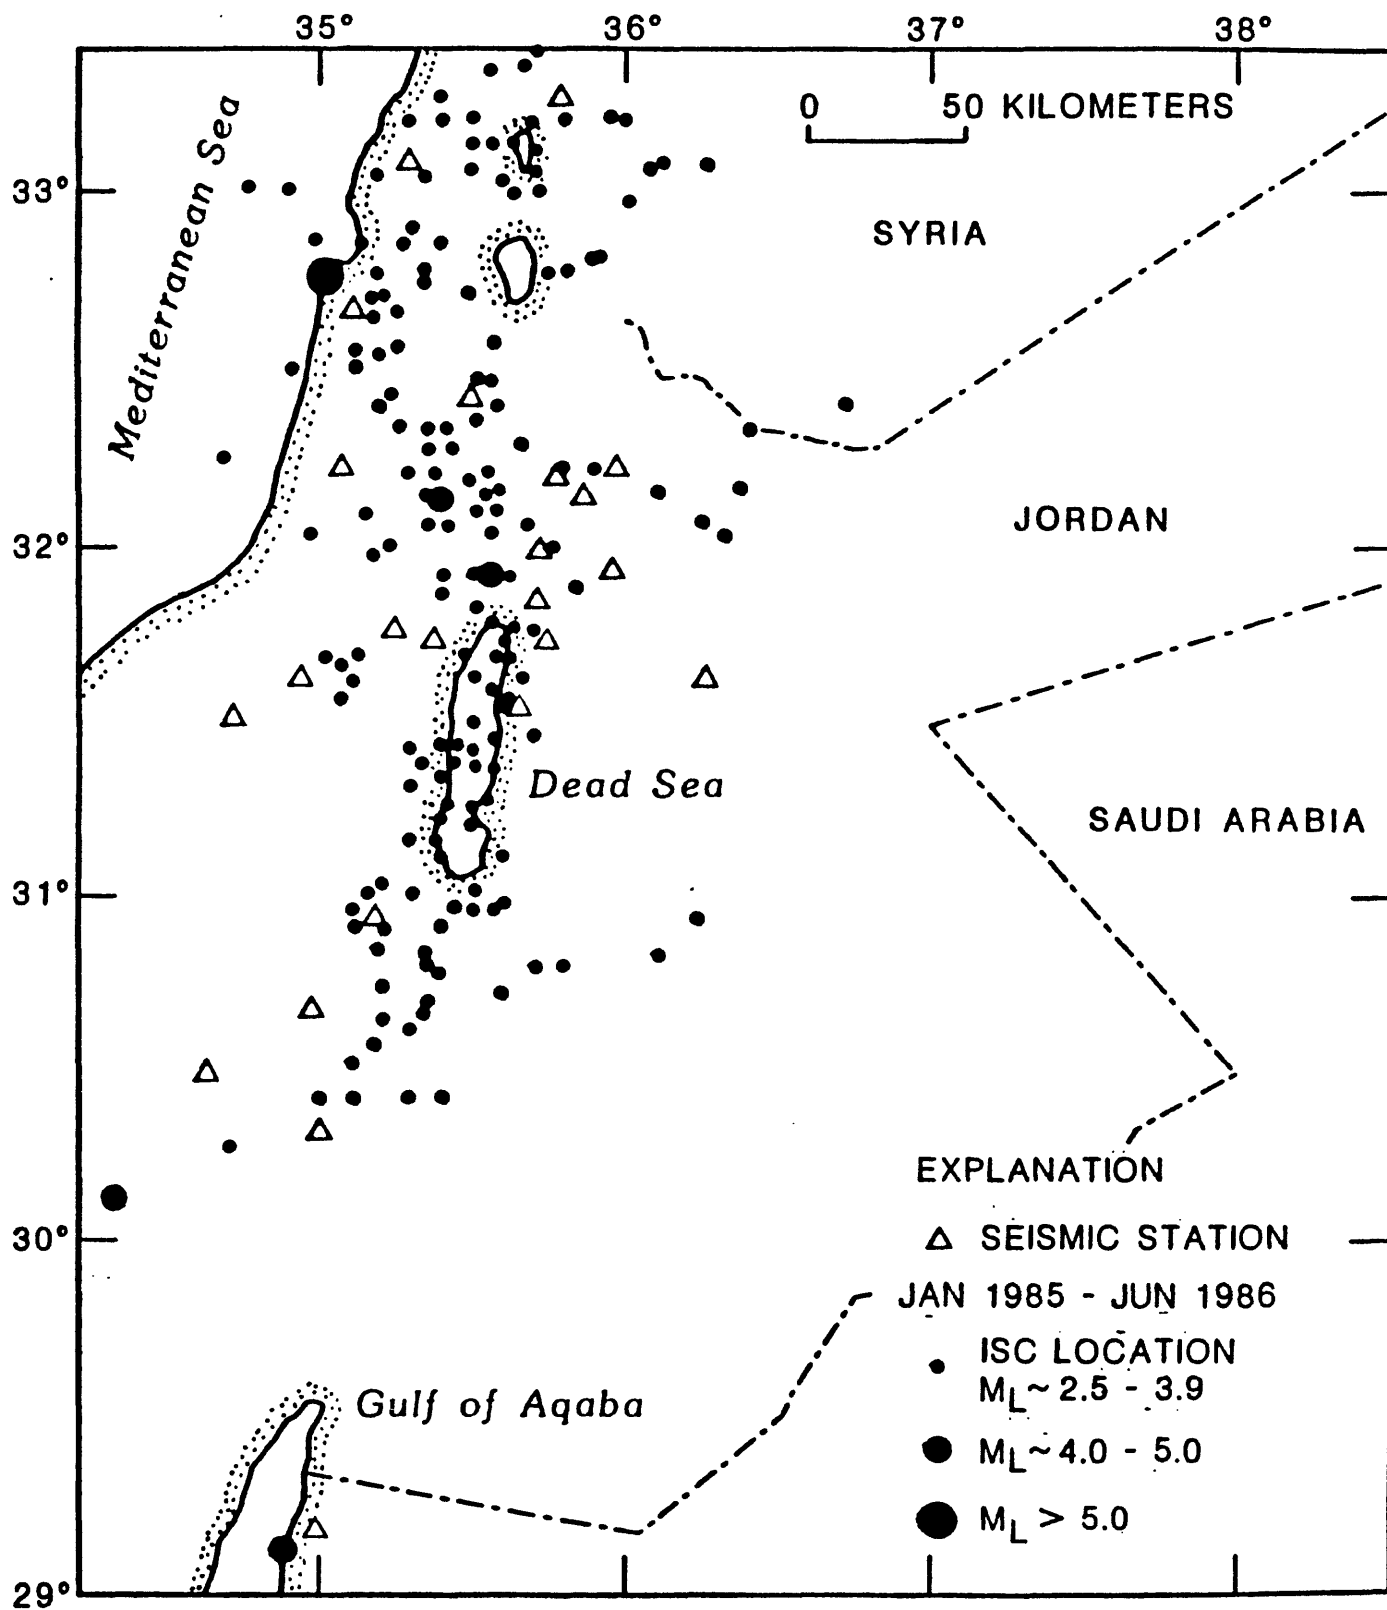 35° 36° 37° 38°
0 50 KILOMETERS
Mediterranean Sea
33°
SYRIA
JORDAN
32°
Dead Sea
SAUDI ARABIA
31°
EXPLANATION
30°
SEISMIC STATION
JAN 1985 - JUN 1986
ISC LOCATION
ML~2.5 - 3.9
Gulf of Aqaba
ML~4.0 - 5.0
ML > 5.0
29°